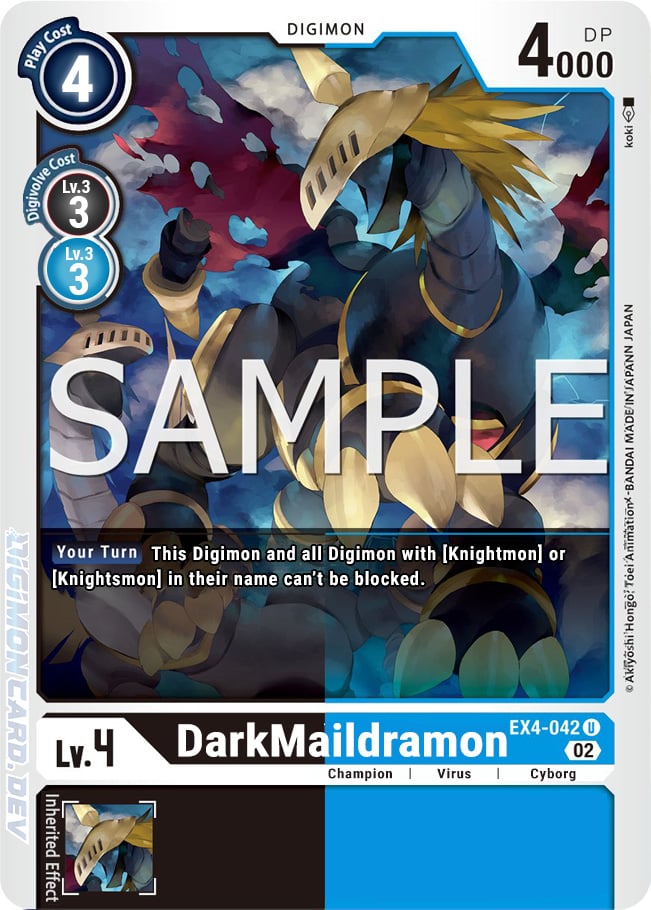 DIGIMON
Play Cost
4
DP
4000
Digivolve Cost
Lv.3
3
Lv.3
3
koki
SAMPLE
Your Turn This Digimon and all Digimon with [Knightmon] or
[Knightsmon] in their name can't be blocked.
© Akiyoshi Hongo, Toei Animation・BANDAI MADE IN JAPANN JAPAN
DIGIMONCARD.DEV
Lv.4
DarkMaildramon
EX4-042 U
02
Champion | Virus | Cyborg
Inherited Effect